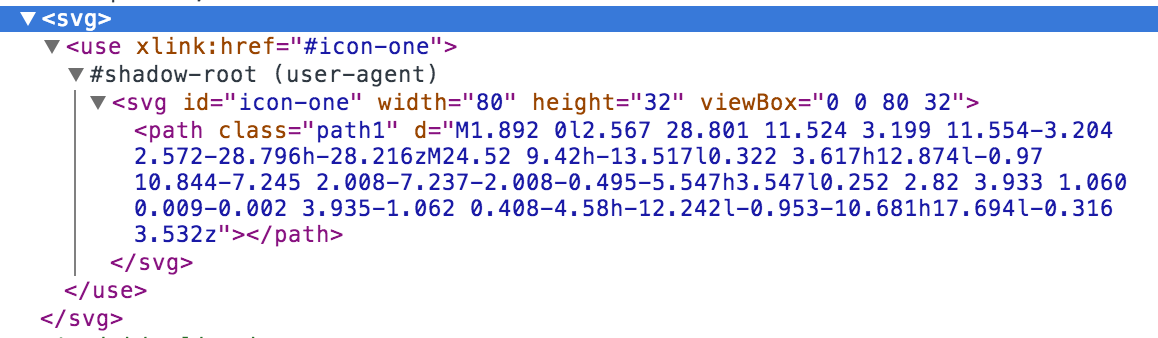 <svg>
<use xlink:href="#icon-one">
#shadow-root (user-agent)
<svg id="icon-one" width="80" height="32" viewBox="0 0 80 32">
<path class="path1" d="M1.892 0l2.567 28.801 11.524 3.199 11.554-3.204
2.572-28.796h-28.216zM24.52 9.42h-13.517l0.322 3.617h12.874l-0.97
10.844-7.245 2.008-7.237-2.008-0.495-5.547h3.547l0.252 2.82 3.933 1.060
0.009-0.002 3.935-1.062 0.408-4.58h-12.242l-0.953-10.681h17.694l-0.316
3.532z"></path>
</svg>
</use>
</svg>